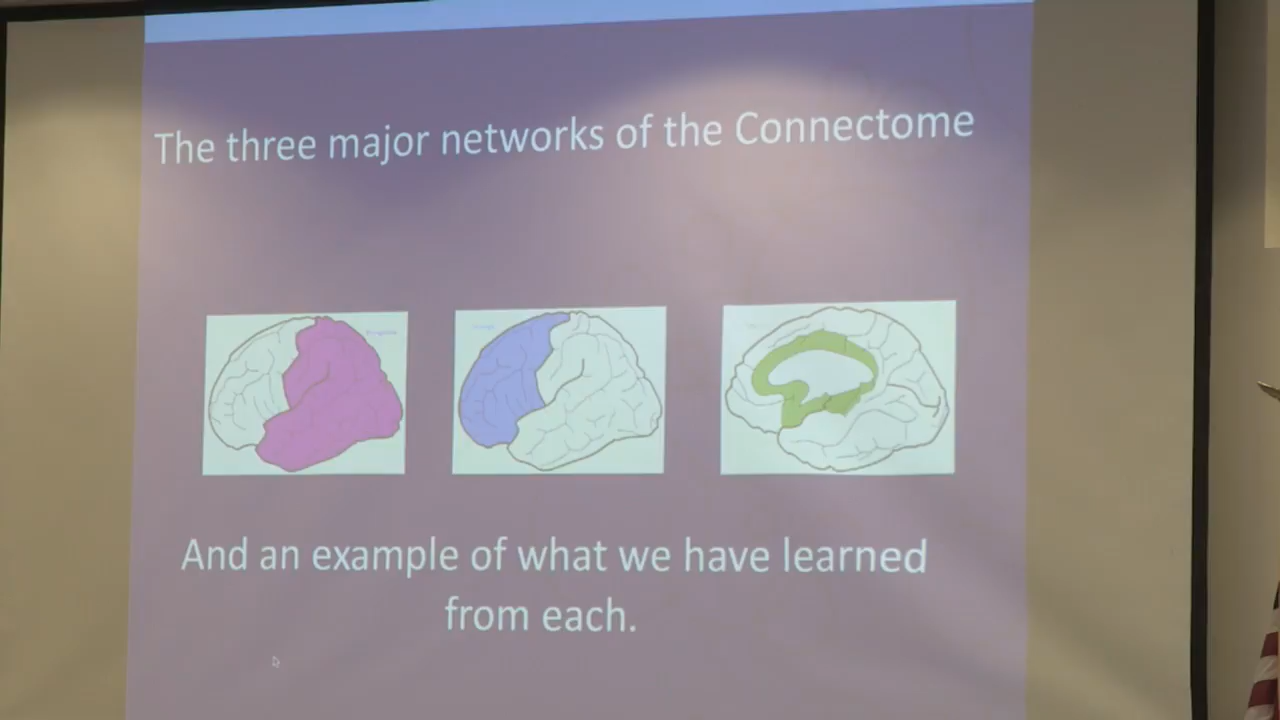 The three major networks of the Connectome
And an example of what we have learned
from each.